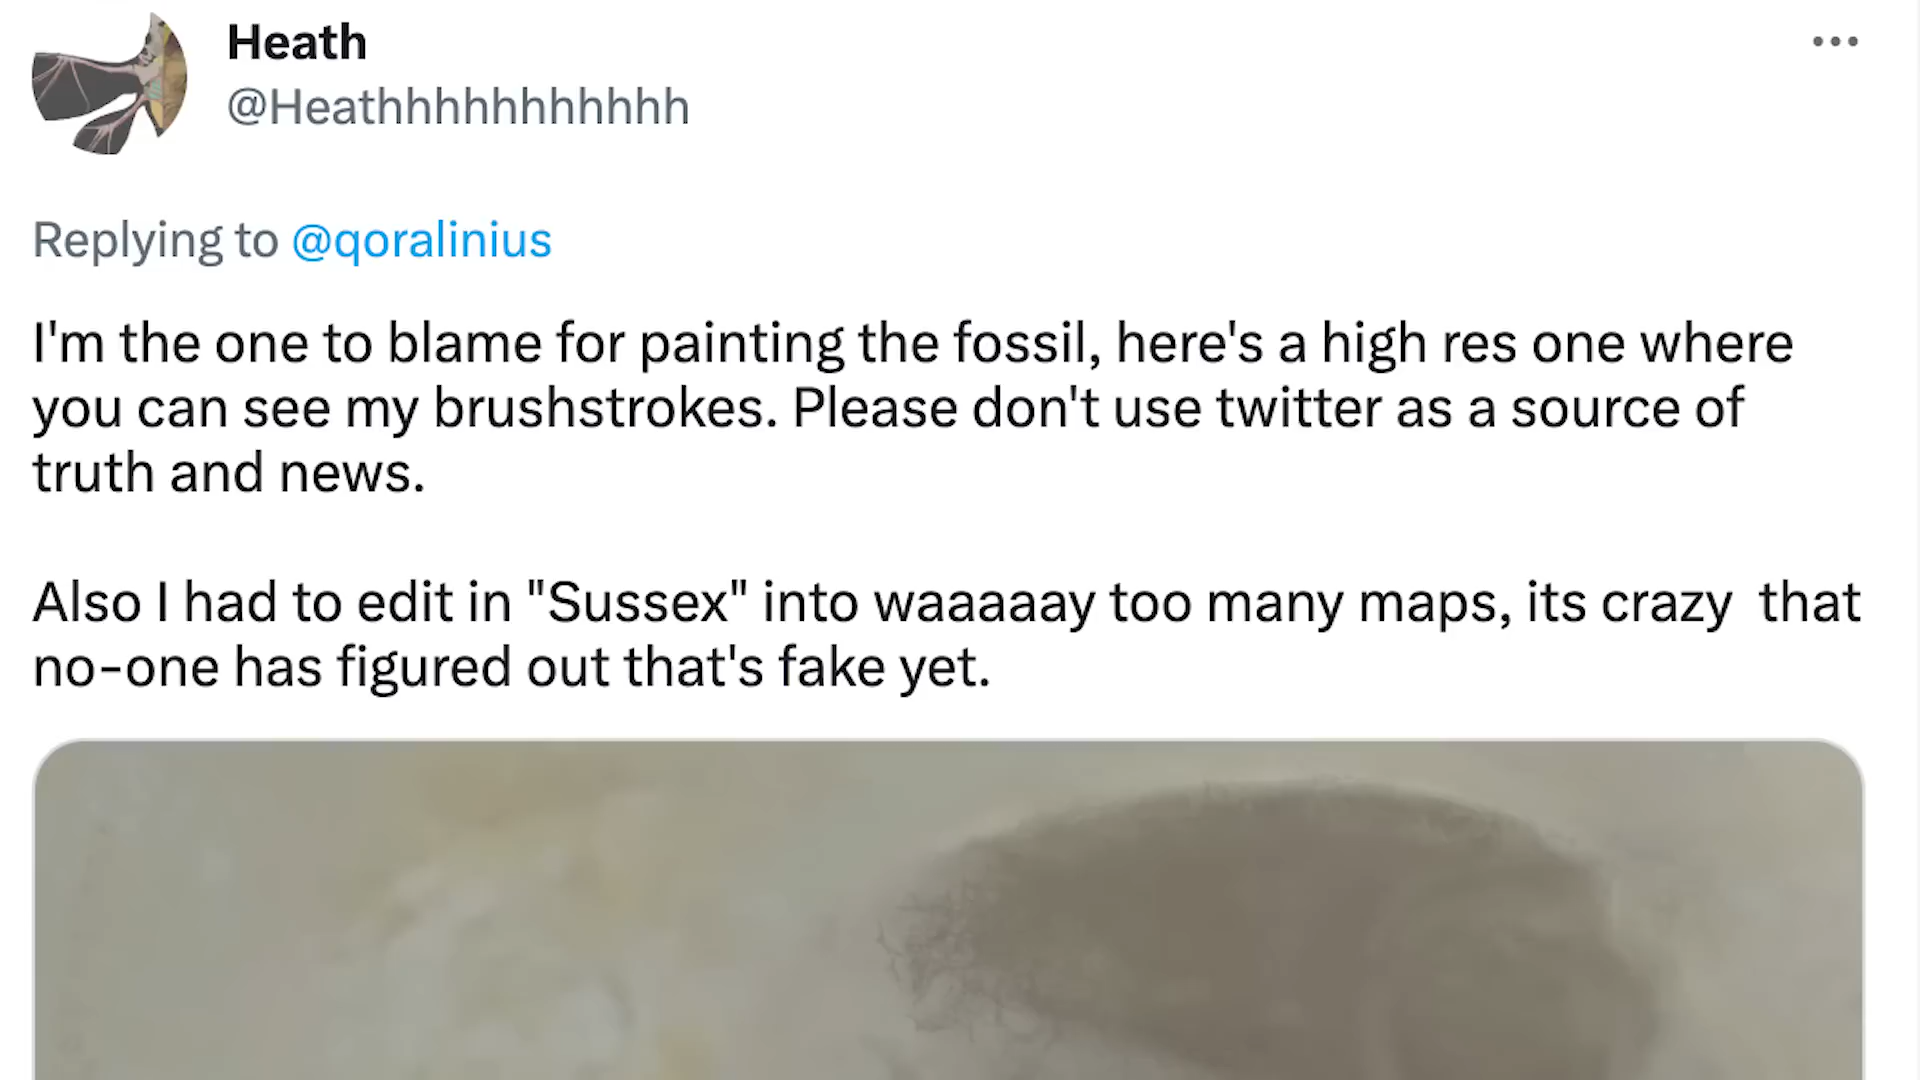 Heath
@Heathhhhhhhhhhhh
Replying to @qoralinius
I'm the one to blame for painting the fossil, here's a high res one where
you can see my brushstrokes. Please don't use twitter as a source of
truth and news.
Also I had to edit in "Sussex" into waaaaay too many maps, its crazy  that
no-one has figured out that's fake yet.